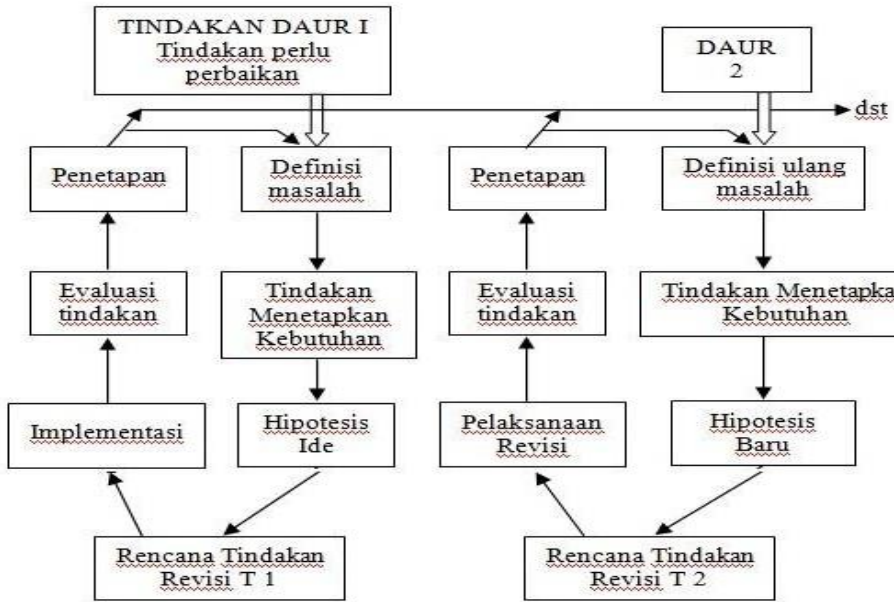 TINDAKAN DAUR I
Tindakan perlu
perbaikan
DAUR
2
dst
Penetapan
Definisi
masalah
Penetapan
Definisi ulang
masalah
Evaluasi
tindakan
Tindakan
Menetapkan
Kebutuhan
Evaluasi
tindakan
Tindakan Menetapka
Kebutuhan
Implementasi
Hipotesis
Ide
Pelaksanaan
Revisi
Hipotesis
Baru
Rencana Tindakan
Revisi T 1
Rencana Tindakan
Revisi T 2